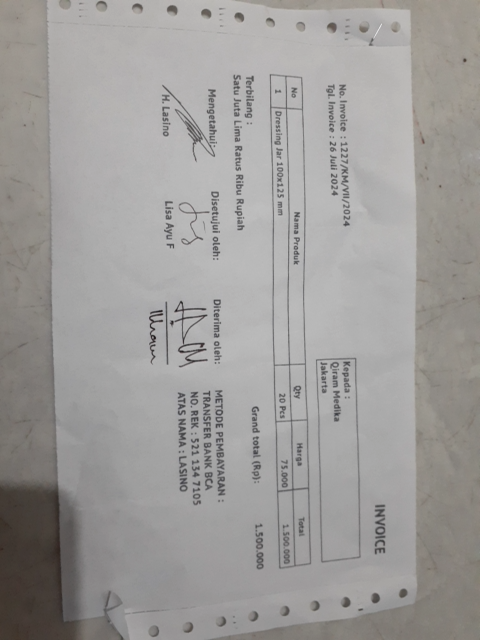 INVOICE
No. Invoice : 1227/KM/VII/2024
Tgl. Invoice : 26 Juli 2024
Kepada :
Qiram Medika
Jakarta
No Nama Produk Qty Harga Total
1 Dressing Jar 100x125 mm 20 Pcs 75.000 1.500.000
Grand total (Rp): 1.500.000
Terbilang :
Satu Juta Lima Ratus Ribu Rupiah
Mengetahui: Disetujui oleh: Diterima oleh:
H. Lasino Lisa Ayu F
METODE PEMBAYARAN :
TRANSFER BANK BCA
NO. REK : 521 134 7105
ATAS NAMA : LASINO